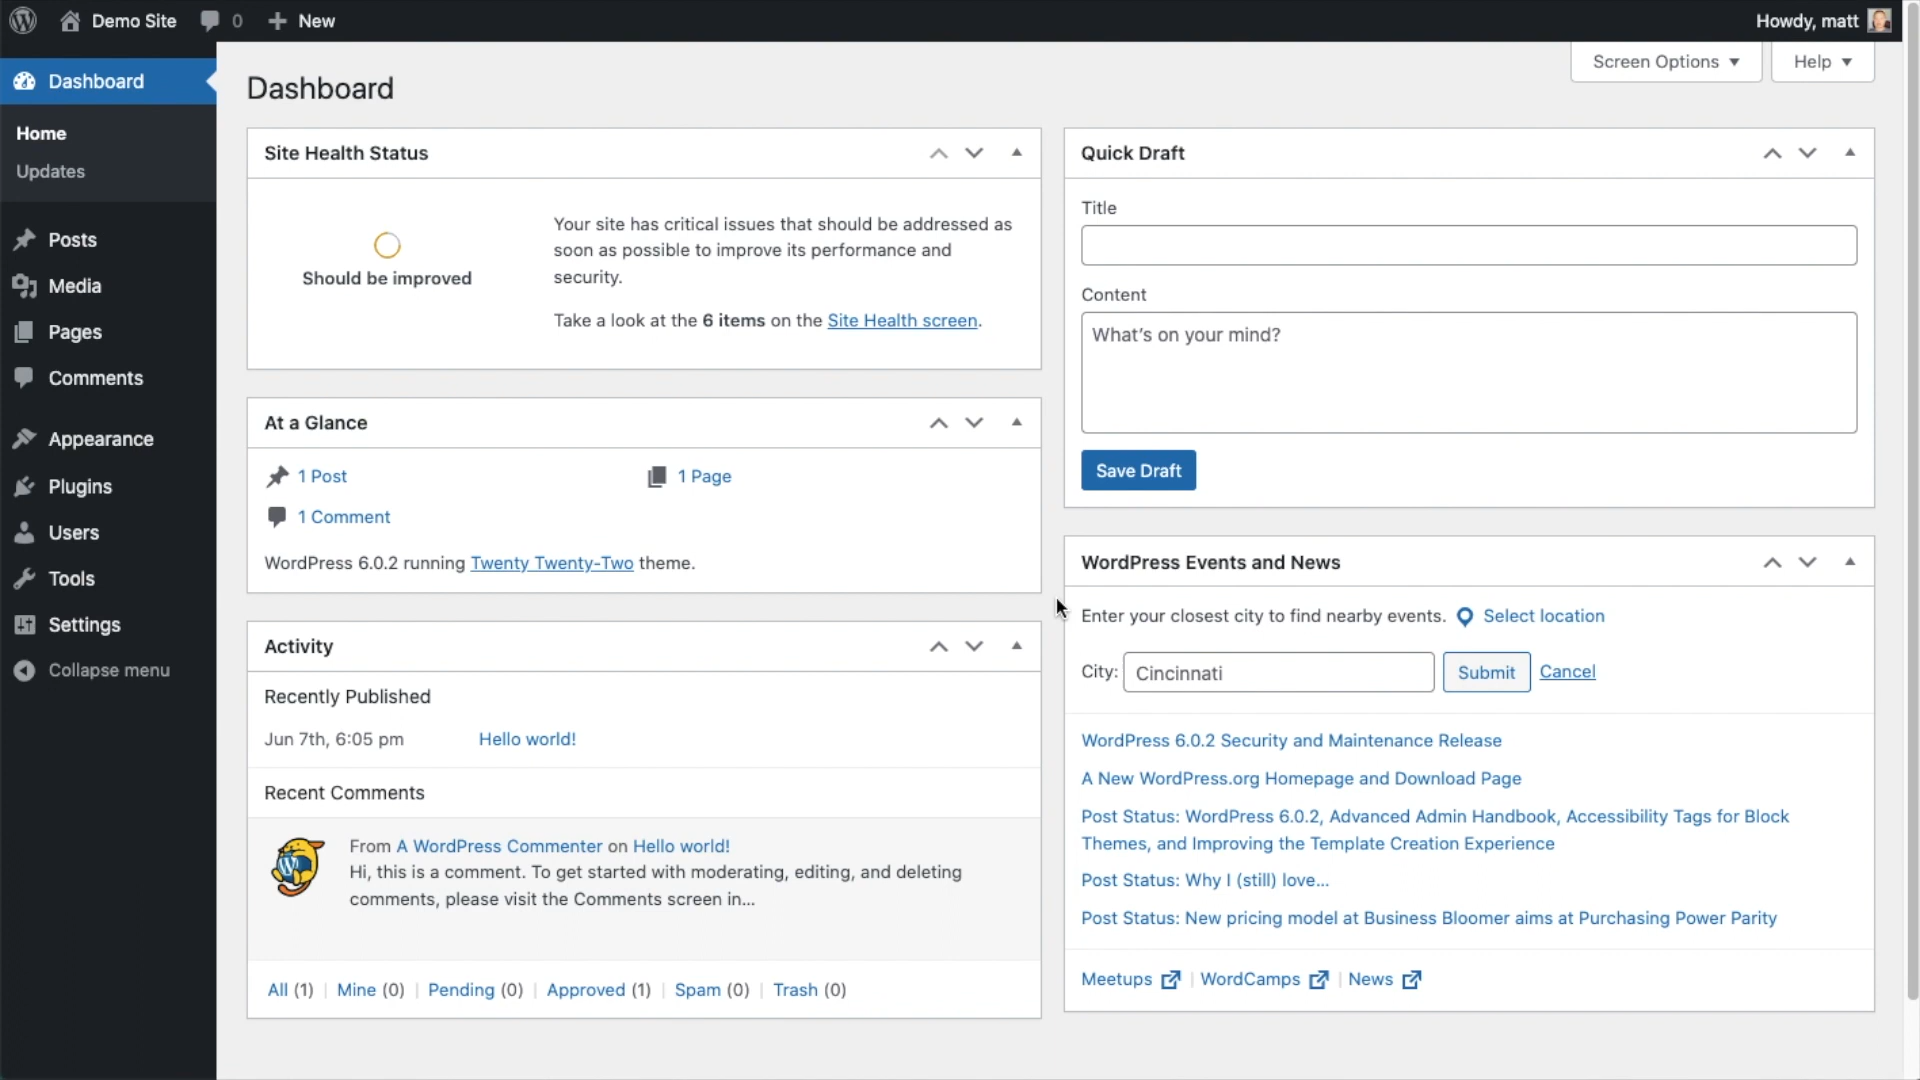 Demo Site
0
New
Howdy, matt
Dashboard
Home
Updates
Posts
Media
Pages
Comments
Appearance
Plugins
Users
Tools
Settings
Collapse menu
Screen Options
Help
Dashboard
Site Health Status
Should be improved
Your site has critical issues that should be addressed as
soon as possible to improve its performance and
security.
Take a look at the 6 items on the Site Health screen.
At a Glance
1 Post
1 Page
1 Comment
WordPress 6.0.2 running Twenty Twenty-Two theme.
Activity
Recently Published
Jun 7th, 6:05 pm
Hello world!
Recent Comments
From A WordPress Commenter on Hello world!
Hi, this is a comment. To get started with moderating, editing, and deleting
comments, please visit the Comments screen in…
All (1) | Mine (0) | Pending (0) | Approved (1) | Spam (0) | Trash (0)
Quick Draft
Title
Content
What’s on your mind?
Save Draft
WordPress Events and News
Enter your closest city to find nearby events. Select location
City: Cincinnati Submit Cancel
WordPress 6.0.2 Security and Maintenance Release
A New WordPress.org Homepage and Download Page
Post Status: WordPress 6.0.2, Advanced Admin Handbook, Accessibility Tags for Block
Themes, and Improving the Template Creation Experience
Post Status: Why I (still) love…
Post Status: New pricing model at Business Bloomer aims at Purchasing Power Parity
Meetups | WordCamps | News